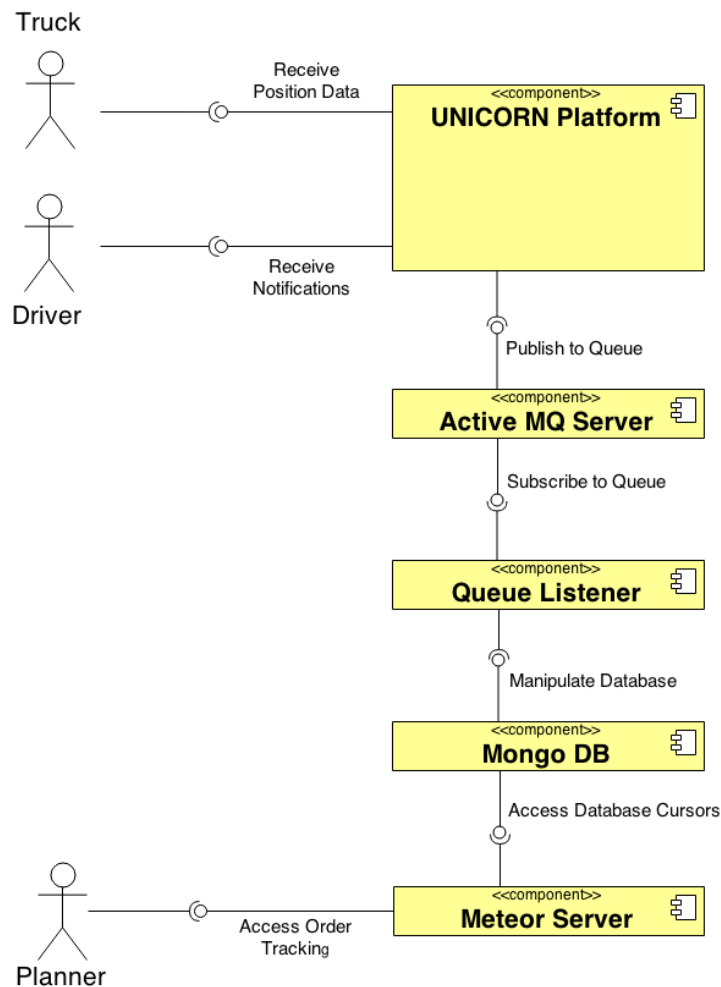 Truck
Receive
Position Data
<<component>>
UNICORN Platform
Receive
Notifications
Driver
Publish to Queue
<<component>>
Active MQ Server
Subscribe to Queue
<<component>>
Queue Listener
Manipulate Database
<<component>>
Mongo DB
Access Database Cursors
<<component>>
Meteor Server
Access Order
Tracking
Planner